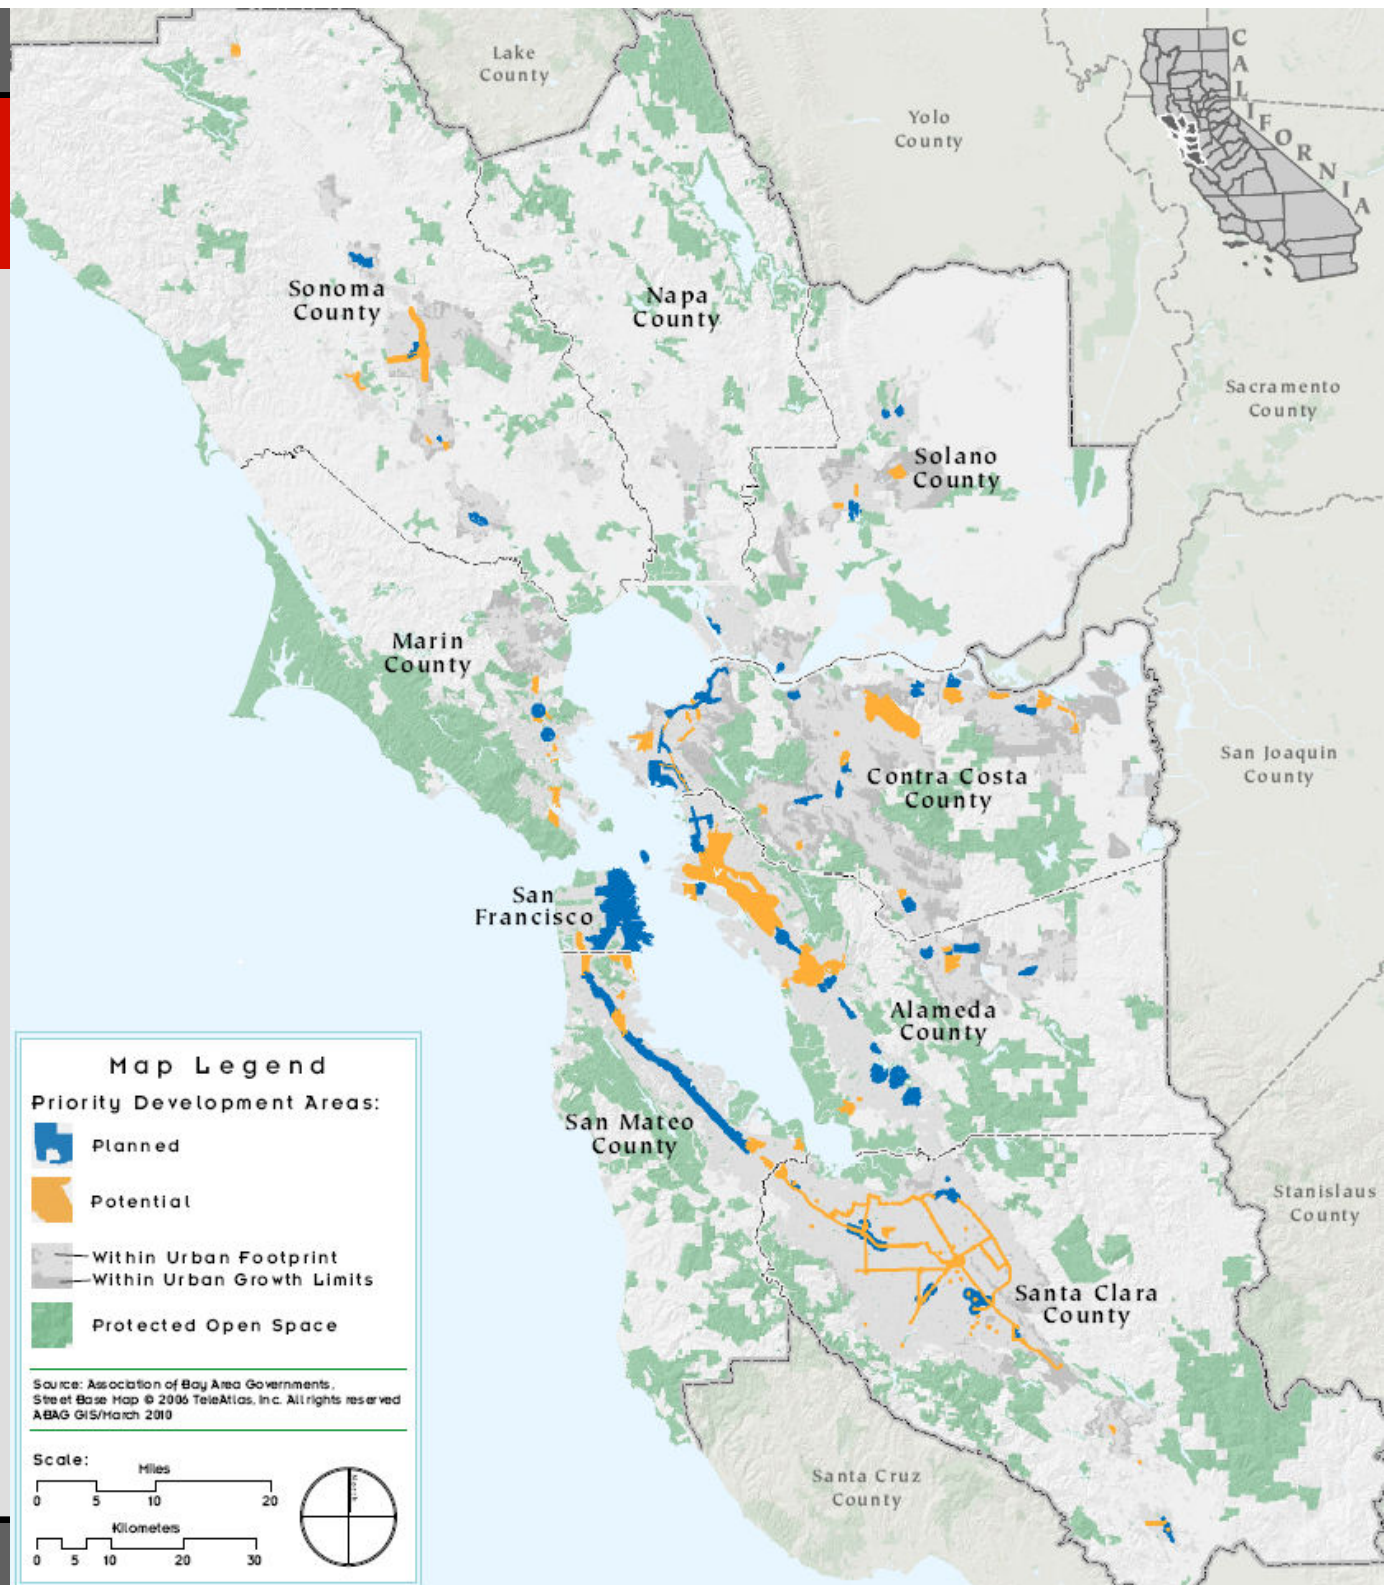 Lake
County
Yolo
County
CALIFORNIA
Sonoma
County
Napa
County
Sacramento
County
Solano
County
Marin
County
San Joaquin
County
Contra Costa
County
San
Francisco
Alameda
County
San Mateo
County
Stanislaus
County
Santa Clara
County
Santa Cruz
County
Map Legend
Priority Development Areas:
Planned
Potential
Within Urban Footprint
Within Urban Growth Limits
Protected Open Space
Source: Association of Bay Area Governments,
Street Base Map © 2006 TeleAtlas, Inc. All rights reserved
ABAG GIS/March 2010
Scale:
Miles
0 5 10 20
Kilometers
0 5 10 20 30
North